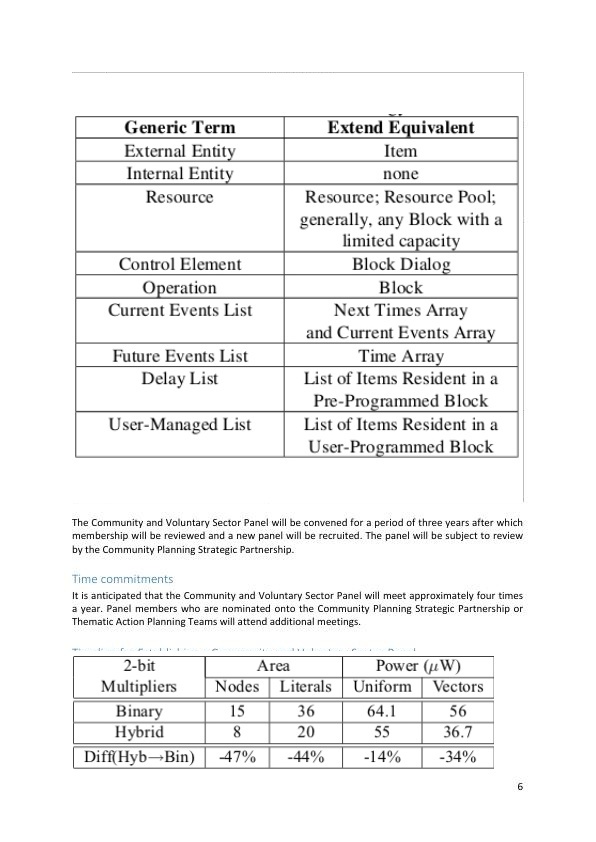 Generic Term Extend Equivalent
External Entity Item
Internal Entity none
Resource Resource; Resource Pool;
generally, any Block with a
limited capacity
Control Element Block Dialog
Operation Block
Current Events List Next Times Array
and Current Events Array
Future Events List Time Array
Delay List List of Items Resident in a
Pre-Programmed Block
User-Managed List List of Items Resident in a
User-Programmed Block
The Community and Voluntary Sector Panel will be convened for a period of three years after which
membership will be reviewed and a new panel will be recruited. The panel will be subject to review
by the Community Planning Strategic Partnership.
Time commitments
It is anticipated that the Community and Voluntary Sector Panel will meet approximately four times
a year. Panel members who are nominated onto the Community Planning Strategic Partnership or
Thematic Action Planning Teams will attend additional meetings.
2-bit Area Power (μW)
Multipliers Nodes Literals Uniform Vectors
Binary 15 36 64.1 56
Hybrid 8 20 55 36.7
Diff(Hyb→Bin) -47% -44% -14% -34%
6